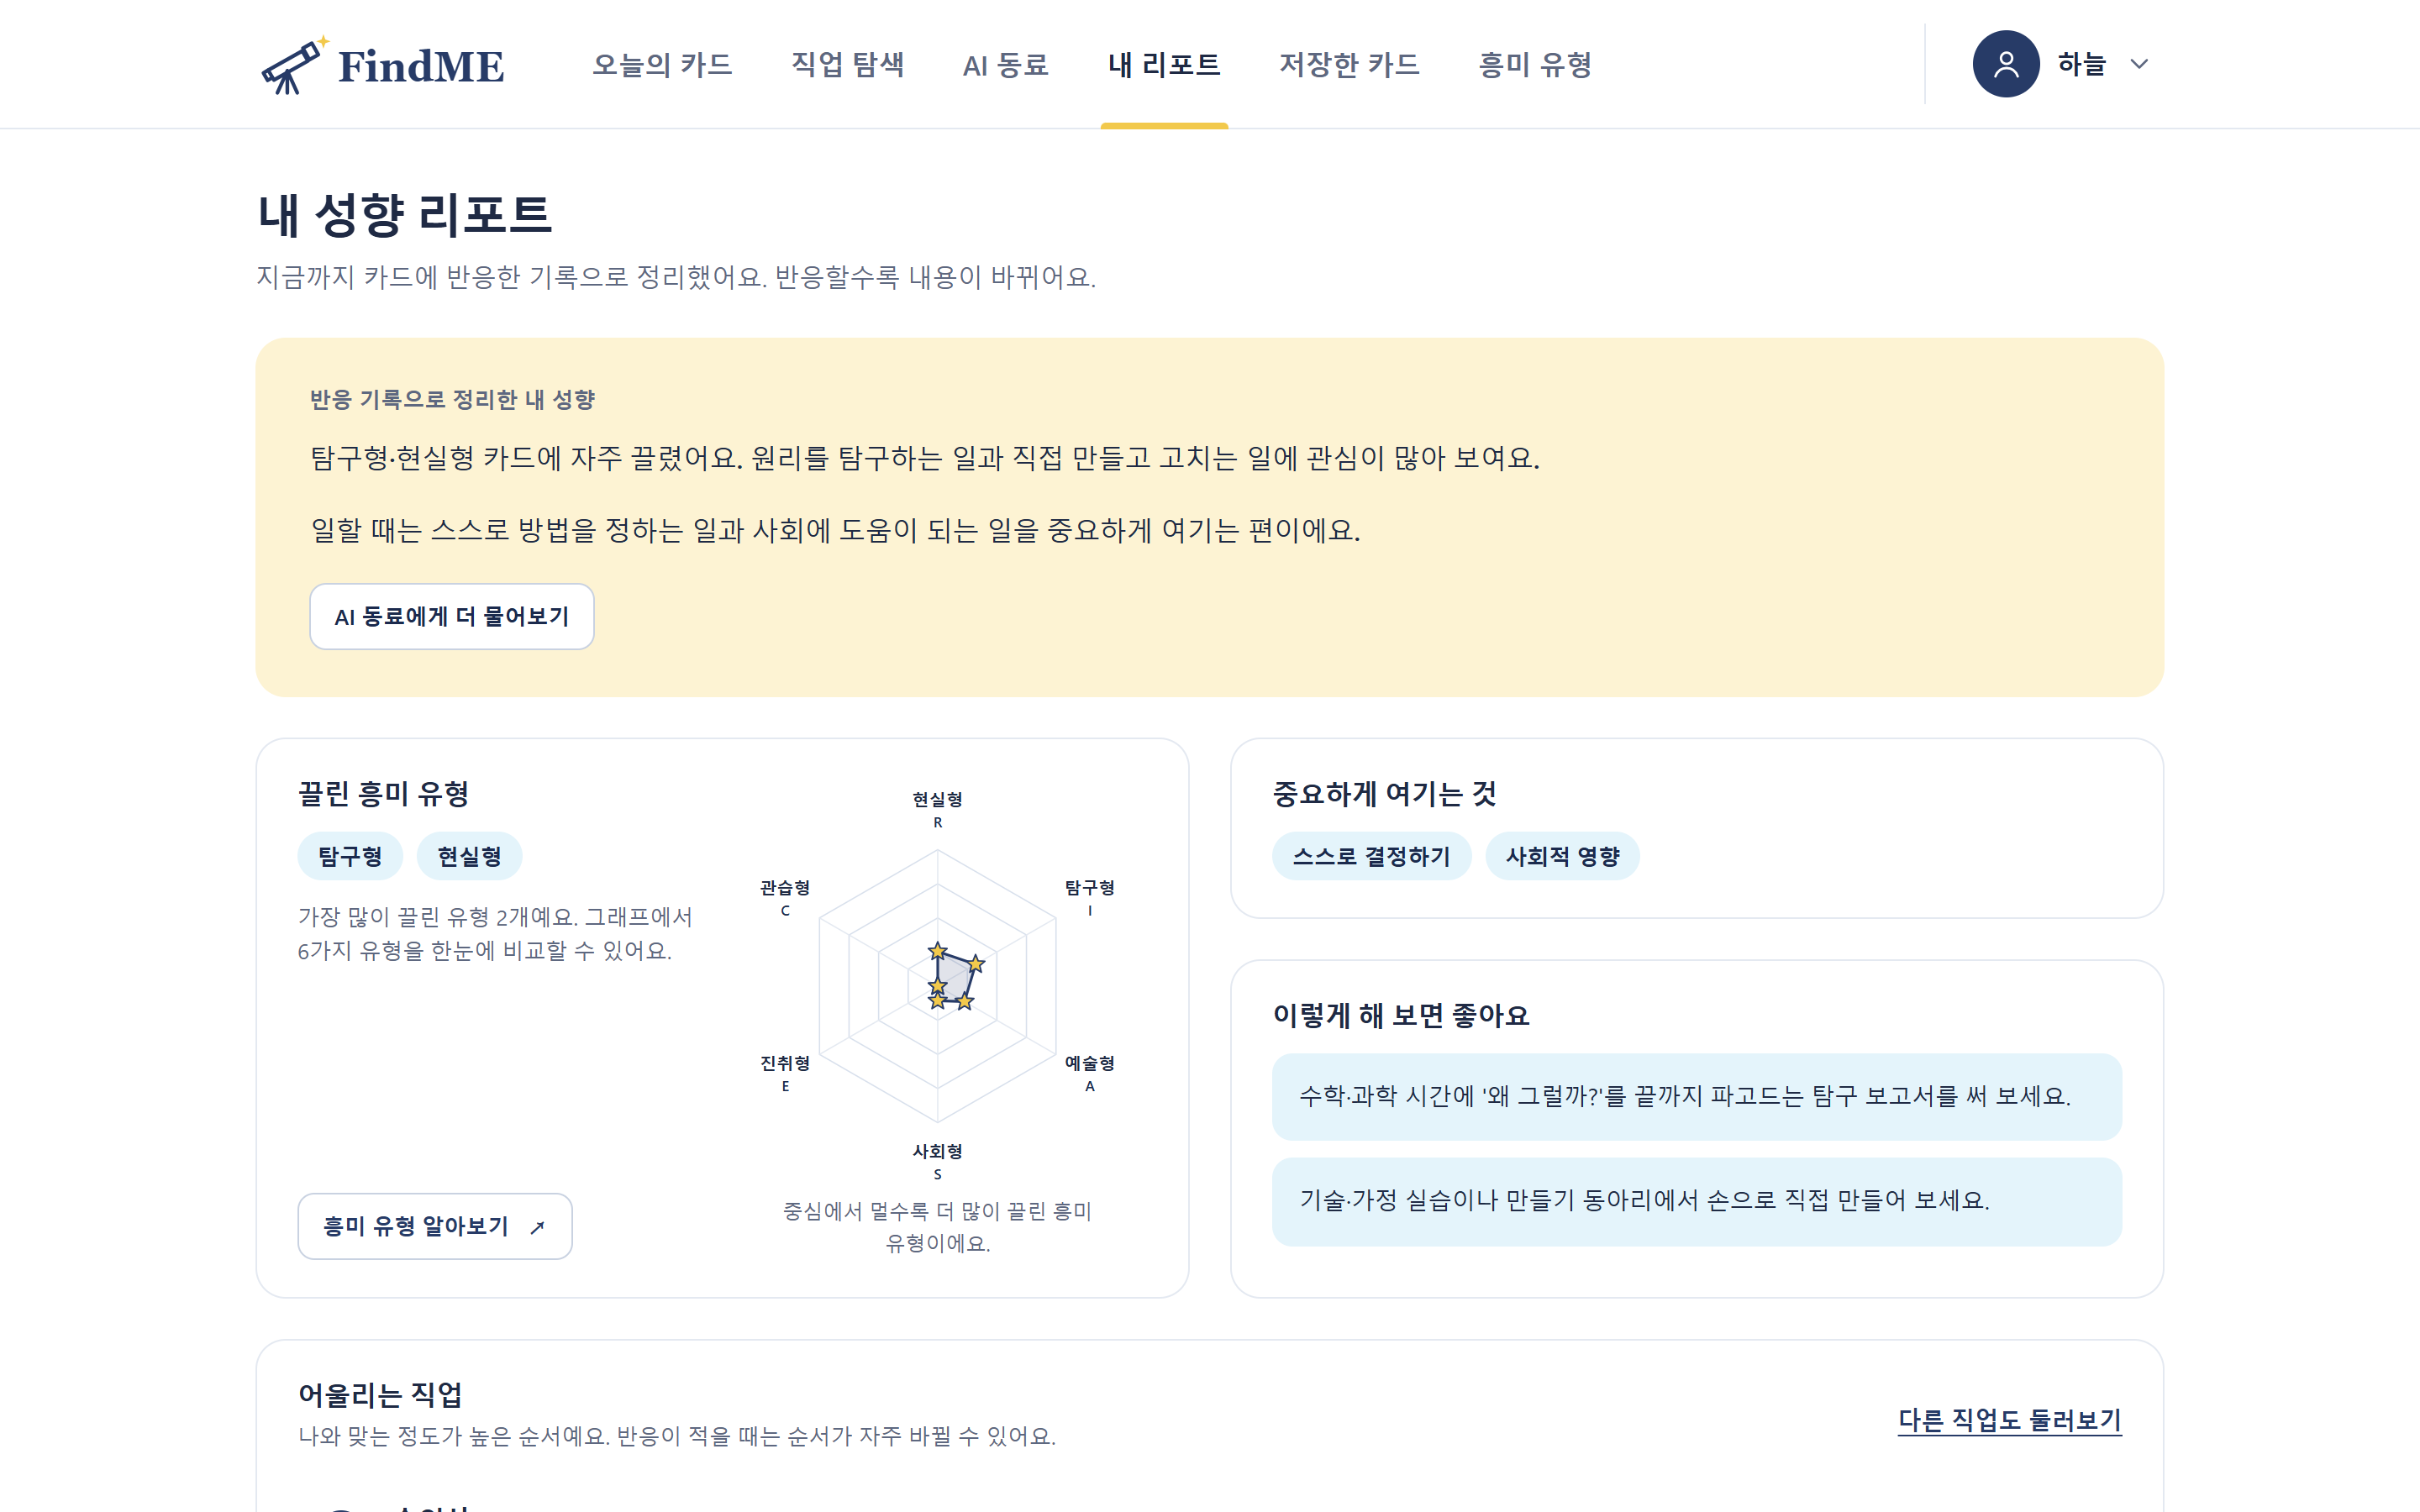 FindME
오늘의 카드
직업 탐색
AI 동료
내 리포트
저장한 카드
흥미 유형
하늘
내 성향 리포트
지금까지 카드에 반응한 기록으로 정리했어요. 반응할수록 내용이 바뀌어요.
반응 기록으로 정리한 내 성향
탐구형·현실형 카드에 자주 끌렸어요. 원리를 탐구하는 일과 직접 만들고 고치는 일에 관심이 많아 보여요.
일할 때는 스스로 방법을 정하는 일과 사회에 도움이 되는 일을 중요하게 여기는 편이에요.
AI 동료에게 더 물어보기
끌린 흥미 유형
탐구형
현실형
가장 많이 끌린 유형 2개예요. 그래프에서
6가지 유형을 한눈에 비교할 수 있어요.
흥미 유형 알아보기
현실형
R
탐구형
I
예술형
A
사회형
S
진취형
E
관습형
C
중심에서 멀수록 더 많이 끌린 흥미
유형이에요.
중요하게 여기는 것
스스로 결정하기
사회적 영향
이렇게 해 보면 좋아요
수학·과학 시간에 '왜 그럴까?'를 끝까지 파고드는 탐구 보고서를 써 보세요.
기술·가정 실습이나 만들기 동아리에서 손으로 직접 만들어 보세요.
어울리는 직업
나와 맞는 정도가 높은 순서예요. 반응이 적을 때는 순서가 자주 바뀔 수 있어요.
다른 직업도 둘러보기